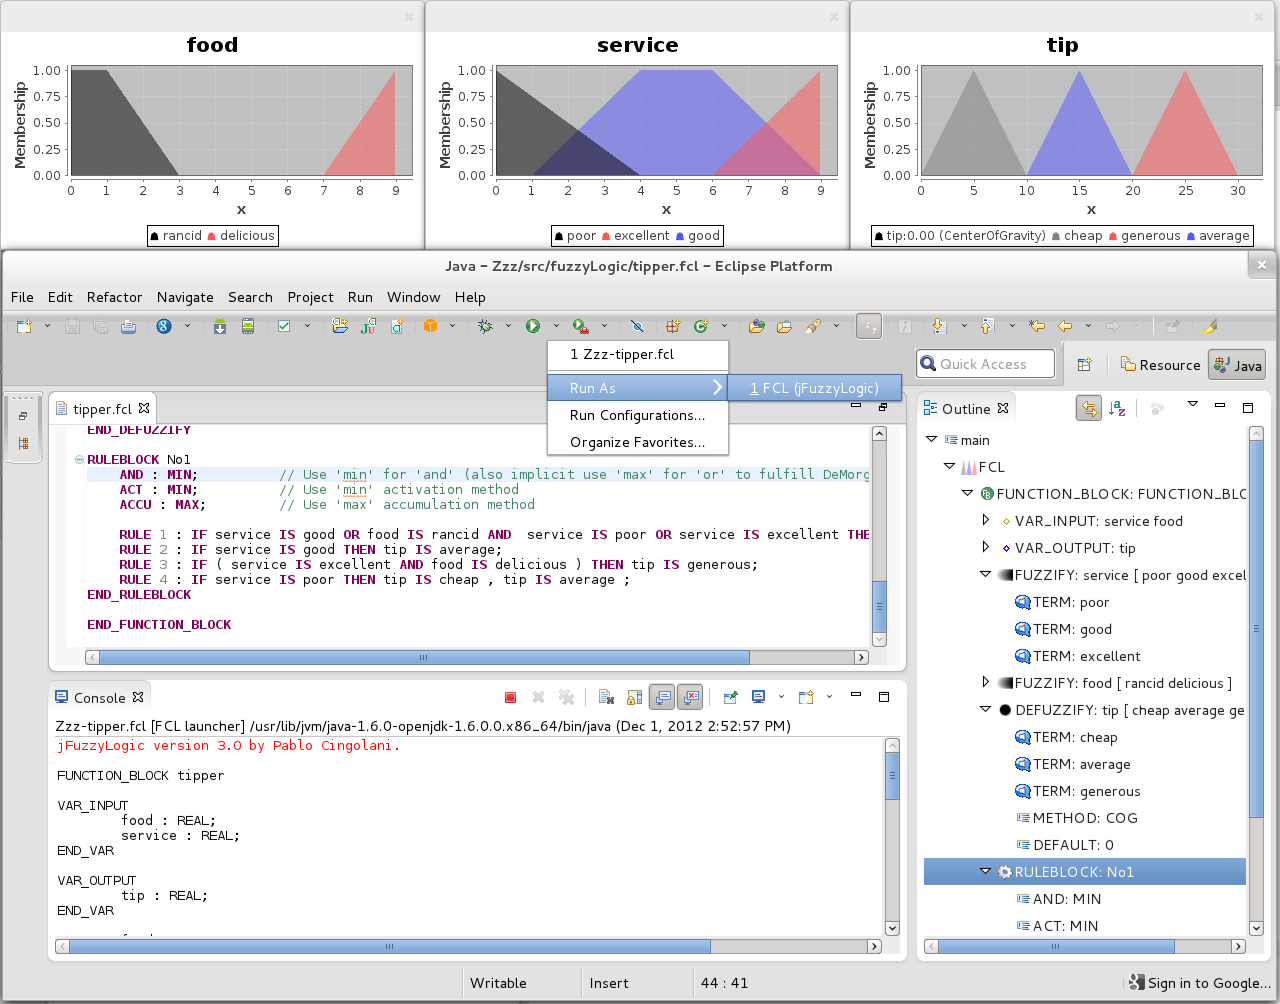 food
Membership
1.00
0.75
0.50
0.25
0.00
0 1 2 3 4 5 6 7 8 9
x
rancid delicious
service
Membership
1.00
0.75
0.50
0.25
0.00
0 1 2 3 4 5 6 7 8 9
x
poor excellent good
tip
Membership
1.00
0.75
0.50
0.25
0.00
0 5 10 15 20 25 30
x
tip:0.00 (CenterOfGravity) cheap generous average
Java – Zzz/src/fuzzyLogic/tipper.fcl – Eclipse Platform
File Edit Refactor Navigate Search Project Run Window Help
1 Zzz-tipper.fcl
Run As
1 FCL (jFuzzyLogic)
Run Configurations...
Organize Favorites...
Quick Access
Resource
Java
tipper.fcl
END_DEFUZZIFY
RULEBLOCK No1
AND : MIN; // Use 'min' for 'and' (also implicit use 'max' for 'or' to fulfill DeMorg
ACT : MIN; // Use 'min' activation method
ACCU : MAX; // Use 'max' accumulation method
RULE 1 : IF service IS good OR food IS rancid AND  service IS poor OR service IS excellent THE
RULE 2 : IF service IS good THEN tip IS average;
RULE 3 : IF ( service IS excellent AND food IS delicious ) THEN tip IS generous;
RULE 4 : IF service IS poor THEN tip IS cheap , tip IS average ;
END_RULEBLOCK
END_FUNCTION_BLOCK
Console
Zzz-tipper.fcl [FCL launcher] /usr/lib/jvm/java-1.6.0-openjdk-1.6.0.0.x86_64/bin/java (Dec 1, 2012 2:52:57 PM)
jFuzzyLogic version 3.0 by Pablo Cingolani.
FUNCTION_BLOCK tipper
VAR_INPUT
food : REAL;
service : REAL;
END_VAR
VAR_OUTPUT
tip : REAL;
END_VAR
Outline
main
FCL
FUNCTION_BLOCK: FUNCTION_BLC
VAR_INPUT: service food
VAR_OUTPUT: tip
FUZZIFY: service [ poor good excel
TERM: poor
TERM: good
TERM: excellent
FUZZIFY: food [ rancid delicious ]
DEFUZZIFY: tip [ cheap average ge
TERM: cheap
TERM: average
TERM: generous
METHOD: COG
DEFAULT: 0
RULEBLOCK: No1
AND: MIN
ACT: MIN
Writable
Insert
44 : 41
Sign in to Google...